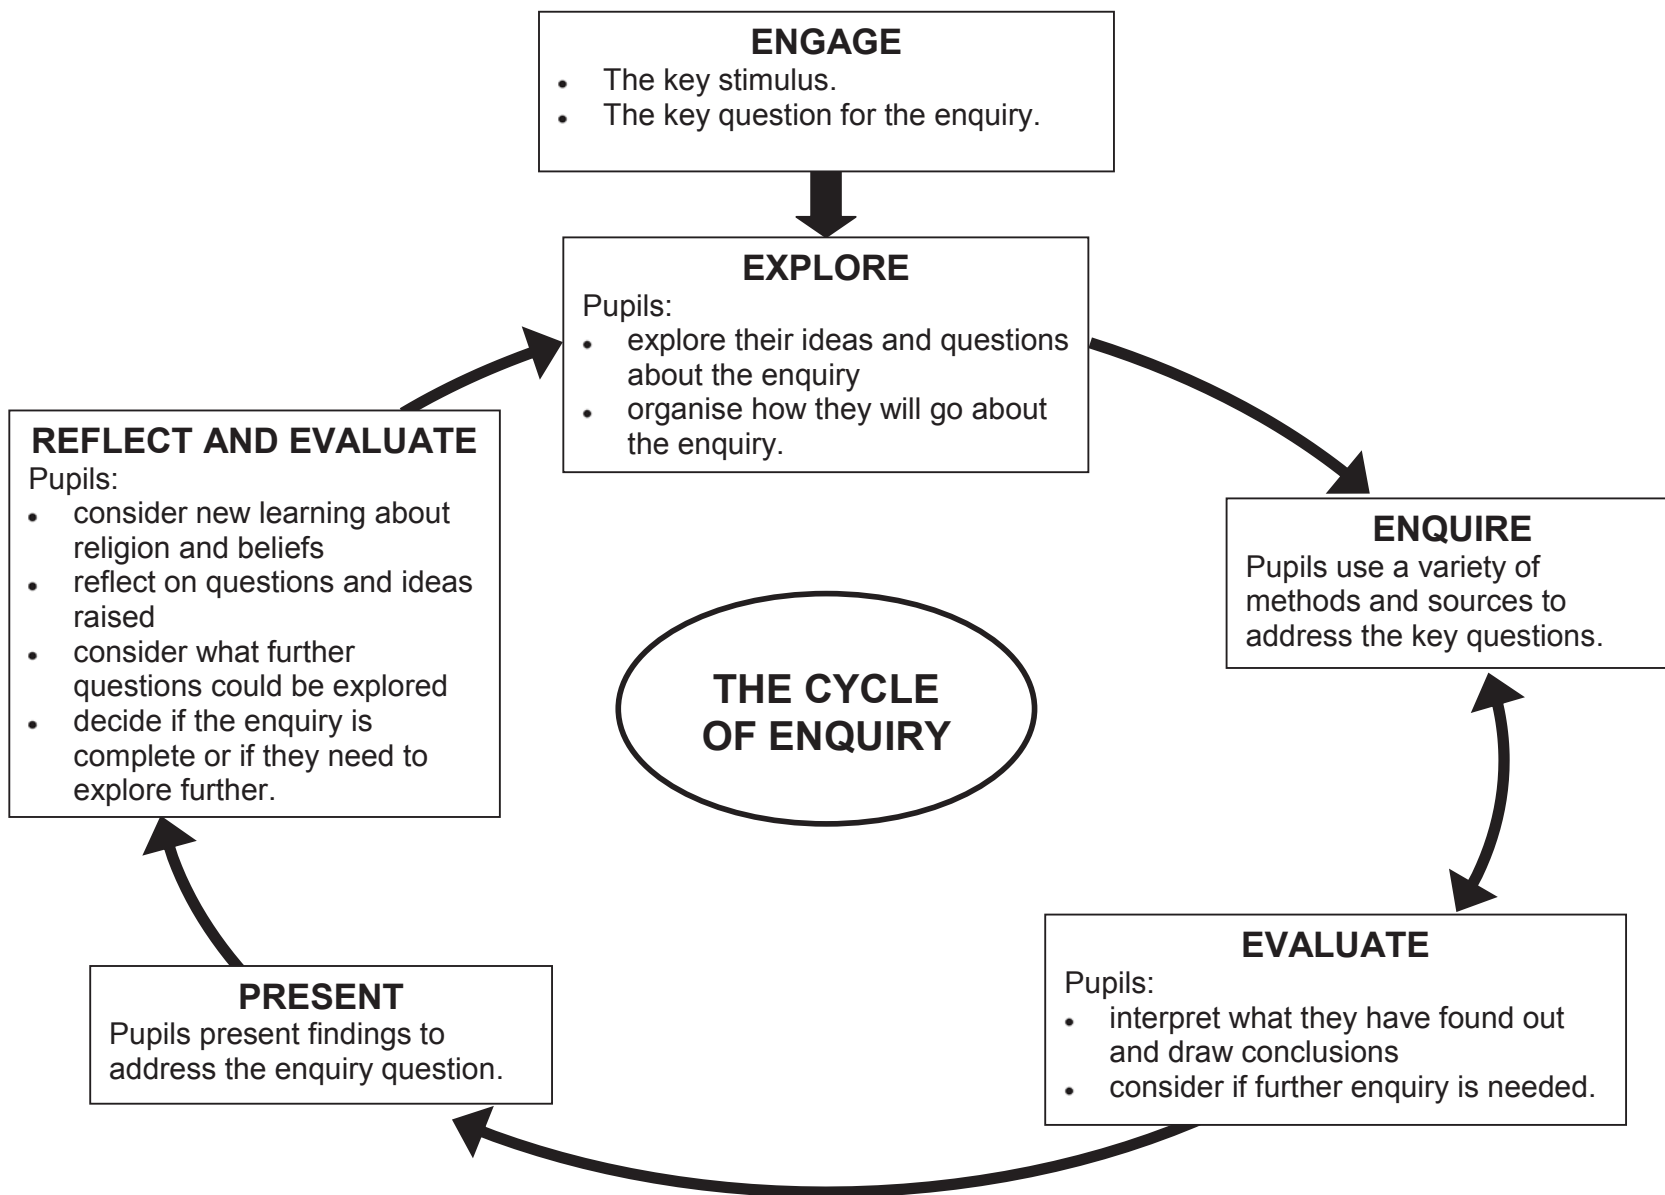 ENGAGE
• The key stimulus.
• The key question for the enquiry.
EXPLORE
Pupils:
• explore their ideas and questions
about the enquiry
• organise how they will go about
the enquiry.
ENQUIRE
Pupils use a variety of
methods and sources to
address the key questions.
EVALUATE
Pupils:
• interpret what they have found out
and draw conclusions
• consider if further enquiry is needed.
PRESENT
Pupils present findings to
address the enquiry question.
REFLECT AND EVALUATE
Pupils:
• consider new learning about
religion and beliefs
• reflect on questions and ideas
raised
• consider what further
questions could be explored
• decide if the enquiry is
complete or if they need to
explore further.
THE CYCLE
OF ENQUIRY